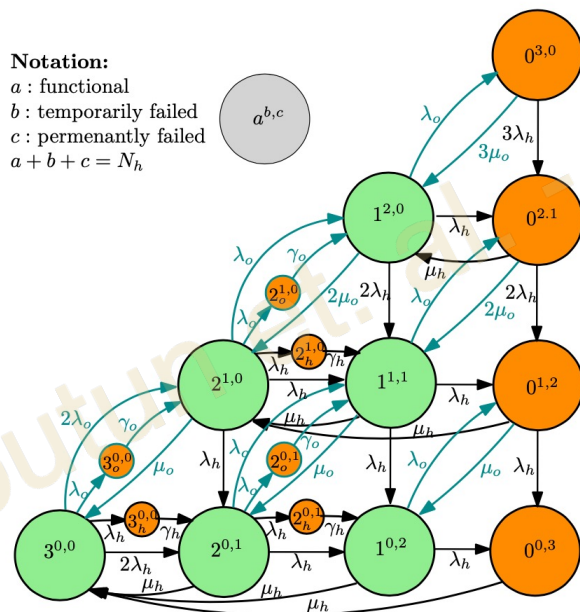 Notation:
a : functional
b : temporarily failed
c : permenantly failed
a + b + c = N_h
a^{b,c}
0^{3,0}
λ_o
3λ_h
3μ_o
1^{2,0}
λ_h
0^{2.1}
λ_o
γ_o
μ_h
2_o^{1,0}
2μ_o
2λ_h
λ_o
2μ_o
2λ_h
λ_o
2^{1,0}
2_h^{1,0}
λ_h
γ_h
λ_h
1^{1,1}
λ_h
0^{1,2}
2λ_o
γ_o
μ_h
μ_h
3_o^{0,0}
λ_o
μ_o
λ_h
λ_o
γ_o
2_o^{0,1}
λ_o
μ_o
λ_h
λ_o
μ_o
λ_h
3^{0,0}
3_h^{0,0}
λ_h
γ_h
2λ_h
2^{0,1}
2_h^{0,1}
λ_h
γ_h
λ_h
1^{0,2}
λ_h
0^{0,3}
μ_h
μ_h
μ_h
utun et. al. -